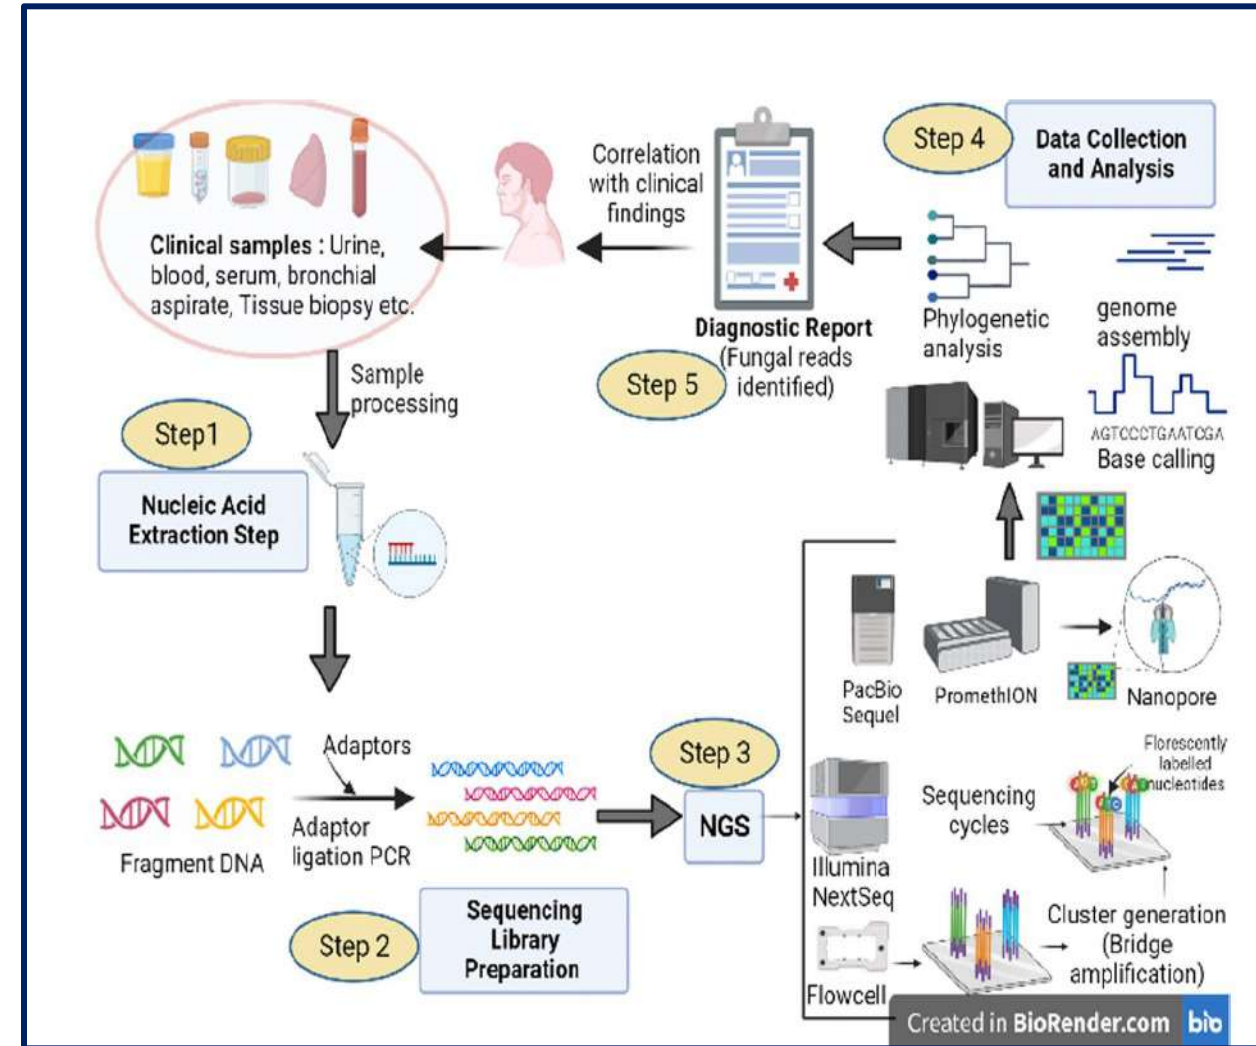 Clinical samples : Urine,
blood, serum, bronchial
aspirate, Tissue biopsy etc.
Correlation
with clinical
findings
Diagnostic Report
(Fungal reads
identified)
Step 5
Step 4
Data Collection
and Analysis
Phylogenetic
analysis
genome
assembly
AGTCCCTGAATCGA
Base calling
Sample
processing
Step1
Nucleic Acid
Extraction Step
Fragment DNA
Adaptors
Adaptor
ligation PCR
Step 2
Sequencing
Library
Preparation
Step 3
NGS
PacBio
Sequel
PromethION
Nanopore
Illumina
NextSeq
Flowcell
Sequencing
cycles
Florescently
labelled
nucleotides
Cluster generation
(Bridge
amplification)
Created in BioRender.com bio